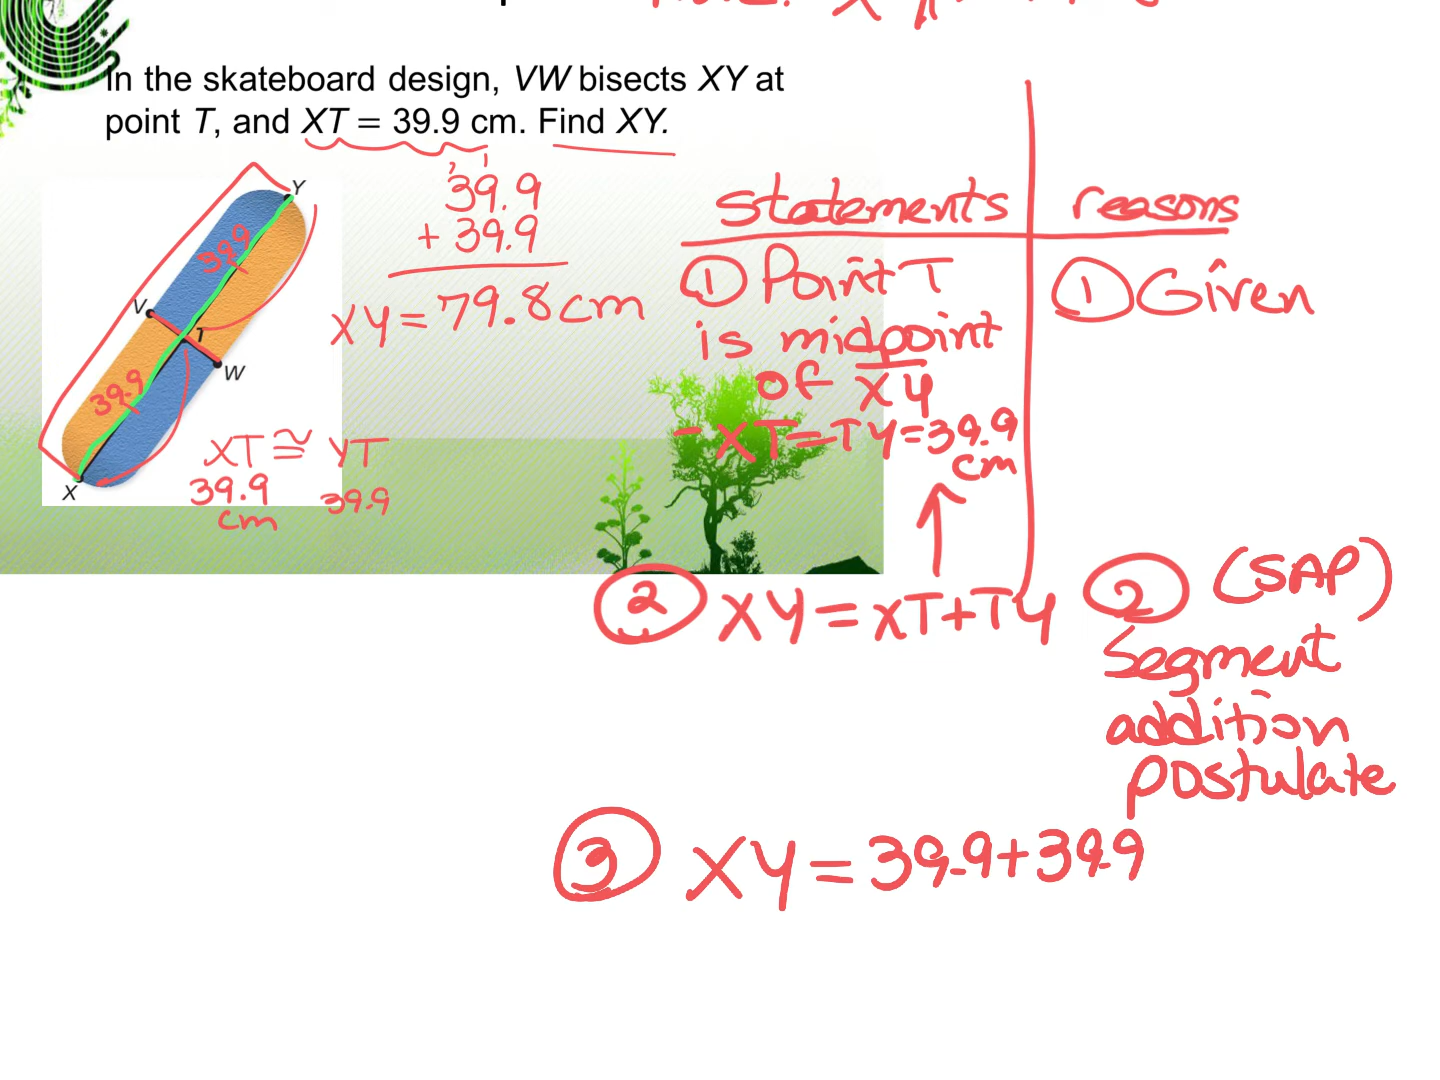 In the skateboard design, VW bisects XY at
point T, and XT = 39.9 cm. Find XY.
Y
39.9
V
T
W
39.9
X
XT ≅ YT
39.9 39.9
cm
1 1
39.9
+ 39.9
XY = 79.8 cm
statements reasons
① Point T ① Given
is midpoint
of XY
- XT = TY = 39.9
cm
② XY = XT + TY ② (SAP)
Segment
addition
postulate
③ XY = 39.9 + 39.9